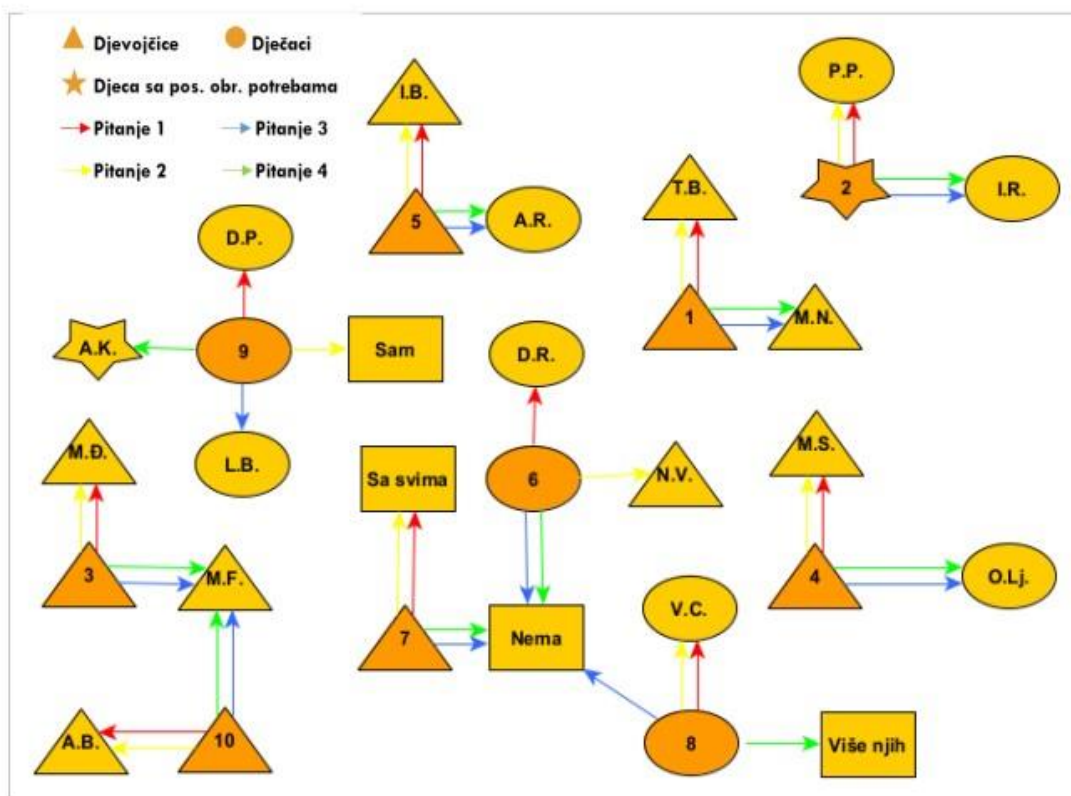 Djevojčice
Dječaci
Djeca sa pos. obr. potrebama
Pitanje 1
Pitanje 3
Pitanje 2
Pitanje 4
I.B.
5
A.R.
P.P.
2
I.R.
T.B.
1
M.N.
D.P.
A.K.
9
Sam
L.B.
D.R.
6
N.V.
Sa svima
7
Nema
M.Đ.
3
M.F.
A.B.
10
M.S.
4
O.Lj.
V.C.
8
Više njih